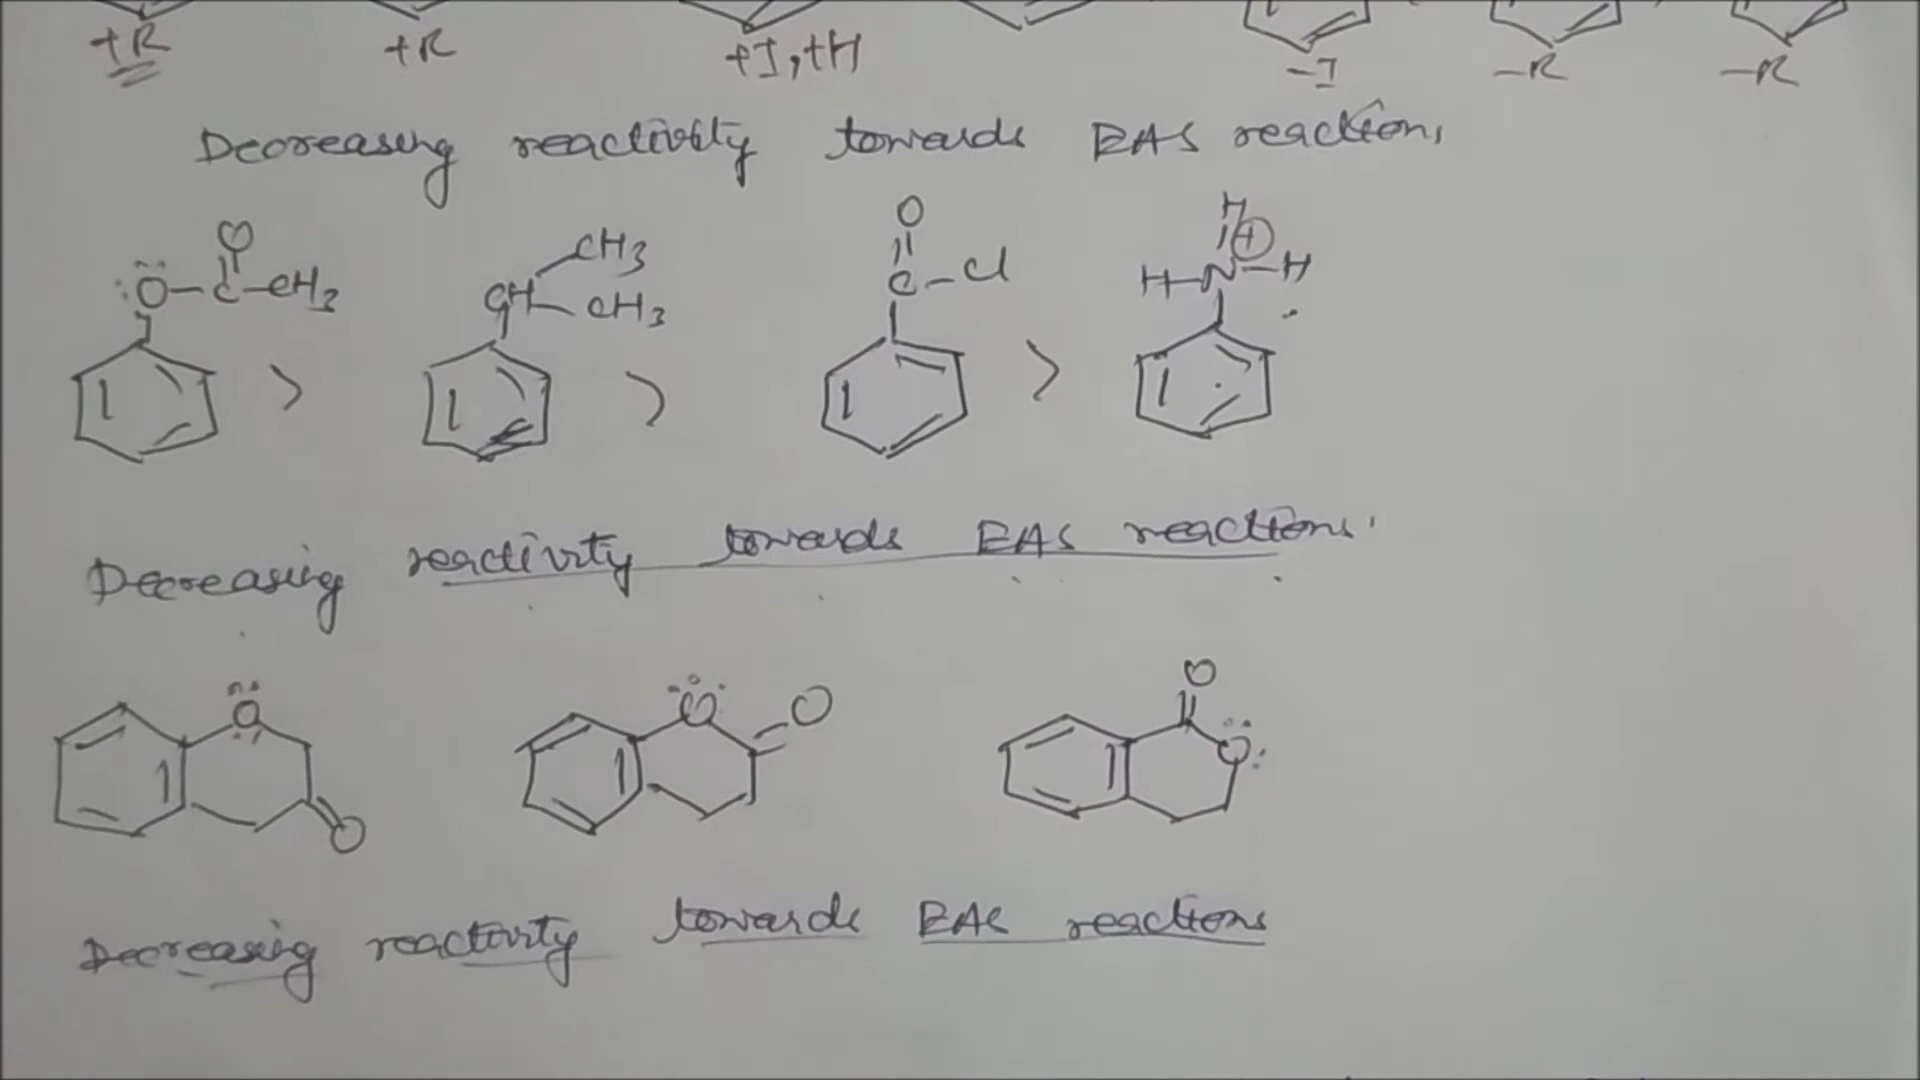 +R +R +I, +H -I -R -R
Decreasing reactivity towards EAS reactions
O
:O-C-CH3
CH CH3
CH3
O
C-Cl
H
H-N-H
+
> > >
Decreasing reactivity towards EAS reactions.
O O
O O
O O
Decreasing reactivity towards EAS reactions